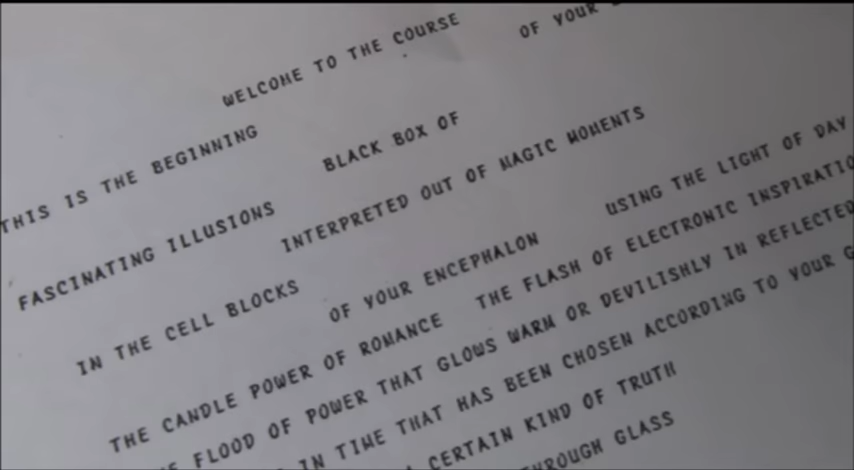 WELCOME TO THE COURSE
THIS IS THE BEGINNING OF YOUR
BLACK BOX OF
FASCINATING ILLUSIONS
INTERPRETED OUT OF MAGIC MOMENTS
IN THE CELL BLOCKS
OF YOUR ENCEPHALON USING THE LIGHT OF DAY
THE CANDLE POWER OF ROMANCE THE FLASH OF ELECTRONIC INSPIRATIO
FLOOD OF POWER THAT GLOWS WARM OR DEVILISHLY IN REFLECTED
IN TIME THAT HAS BEEN CHOSEN ACCORDING TO YOUR G
CERTAIN KIND OF TRUTH
THROUGH GLASS